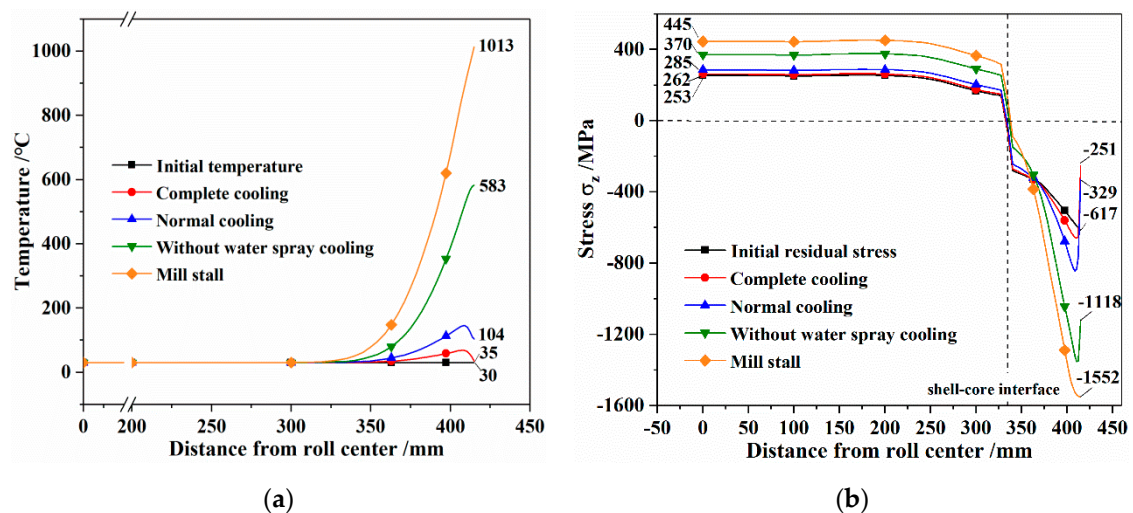 (a)
1000
800
600
400
200
0
Temperature /°C
1013
583
104
35
30
Initial temperature
Complete cooling
Normal cooling
Without water spray cooling
Mill stall
0
200
250
300
350
400
450
Distance from roll center /mm
(b)
400
0
-400
-800
-1200
-1600
Stress σz /MPa
445
370
285
262
253
-251
-329
-617
-1118
-1552
Initial residual stress
Complete cooling
Normal cooling
Without water spray cooling
Mill stall
shell-core interface
-50
0
50
100
150
200
250
300
350
400
450
Distance from roll center /mm
(a)
(b)